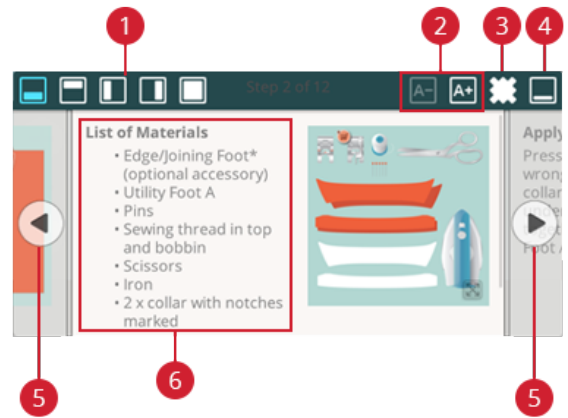 1
2
3
4
Step 2 of 12
A-
A+
List of Materials
• Edge/Joining Foot*
(optional accessory)
• Utility Foot A
• Pins
• Sewing thread in top
and bobbin
• Scissors
• Iron
• 2 x collar with notches
marked
Apply
Press
wrong
collar
under
Foot A
5
6
5